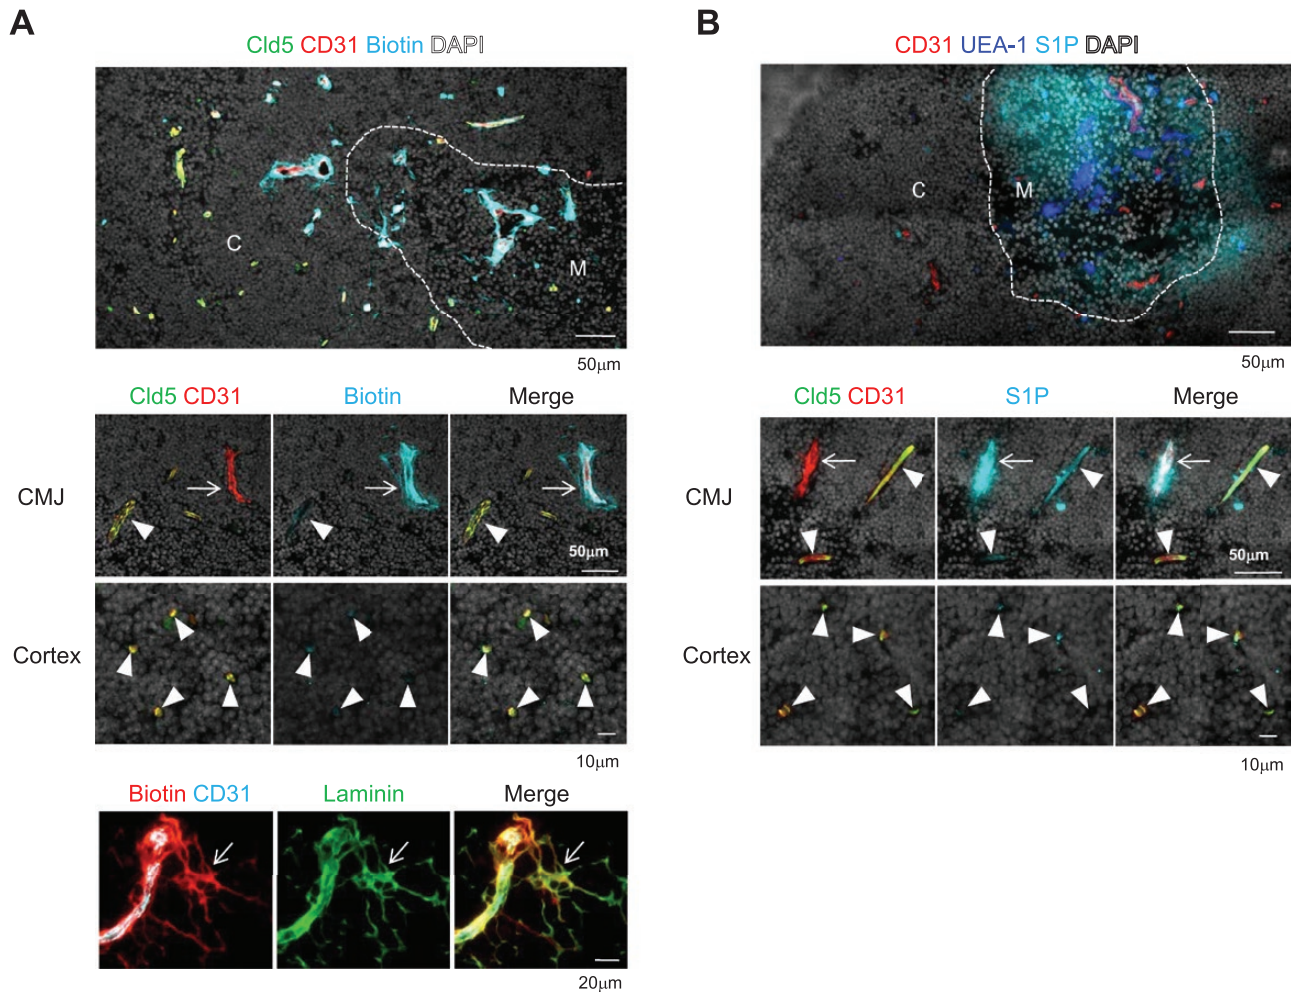 A
Cld5 CD31 Biotin DAPI
C
M
50μm
Cld5 CD31
Biotin
Merge
CMJ
50μm
Cortex
10μm
Biotin CD31
Laminin
Merge
20μm
B
CD31 UEA-1 S1P DAPI
C
M
50μm
Cld5 CD31
S1P
Merge
CMJ
50μm
Cortex
10μm